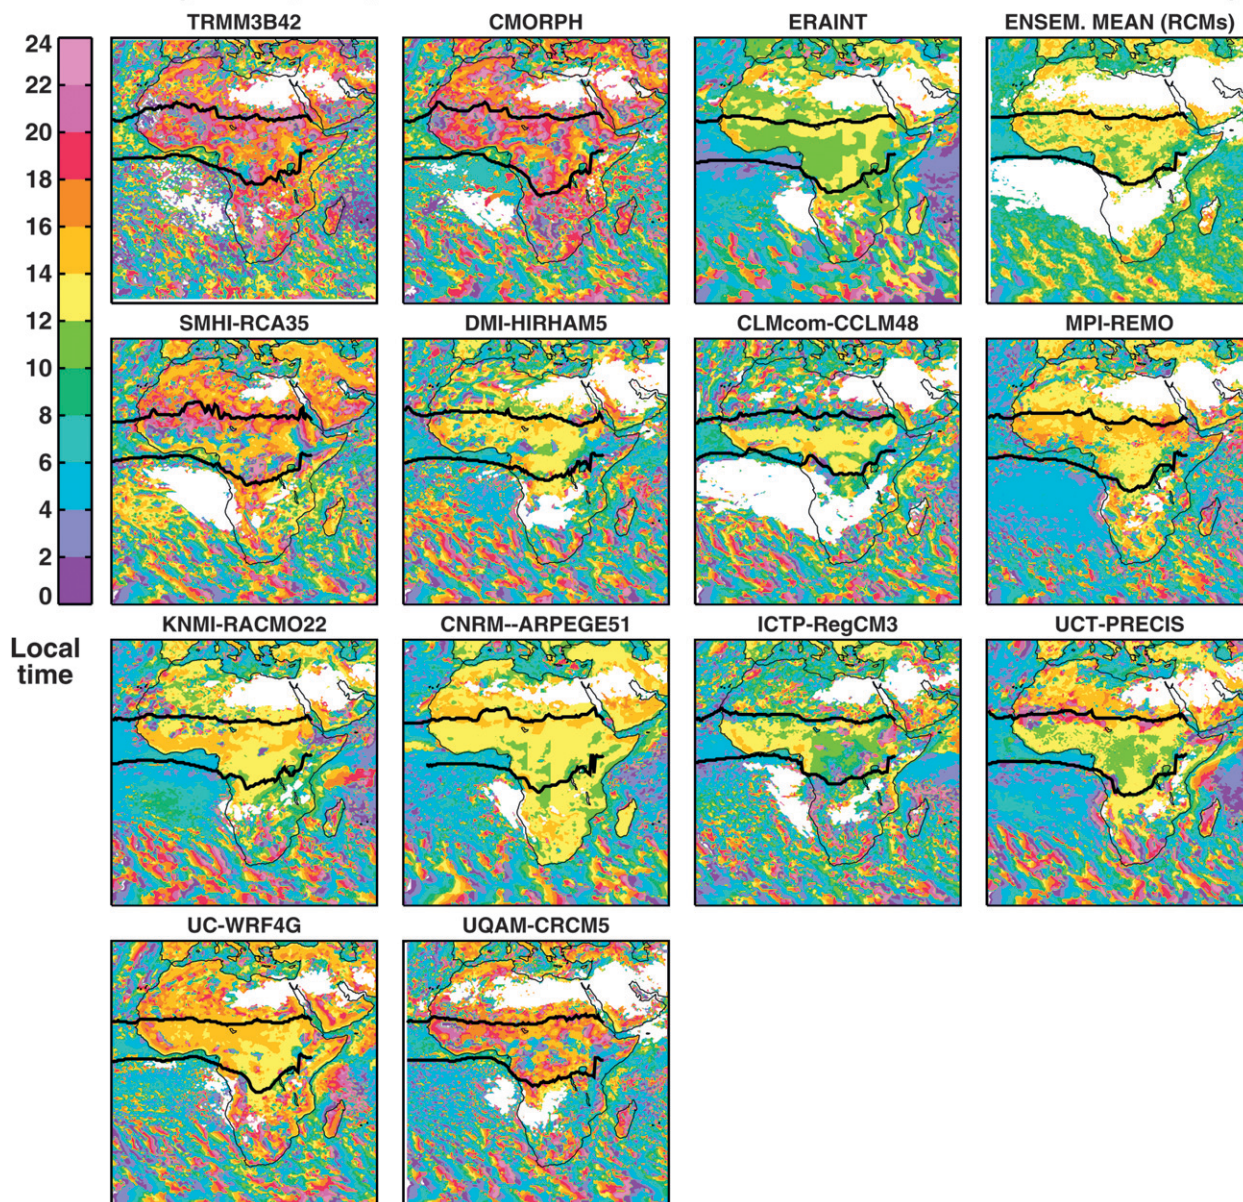 TRMM3B42 CMORPH ERAINT ENSEM. MEAN (RCMs)
24
22
20
18
16
14
12
10
8
6
4
2
0
SMHI-RCA35 DMI-HIRHAM5 CLMcom-CCLM48 MPI-REMO
Local
time
KNMI-RACMO22 CNRM--ARPEGE51 ICTP-RegCM3 UCT-PRECIS
UC-WRF4G UQAM-CRCM5